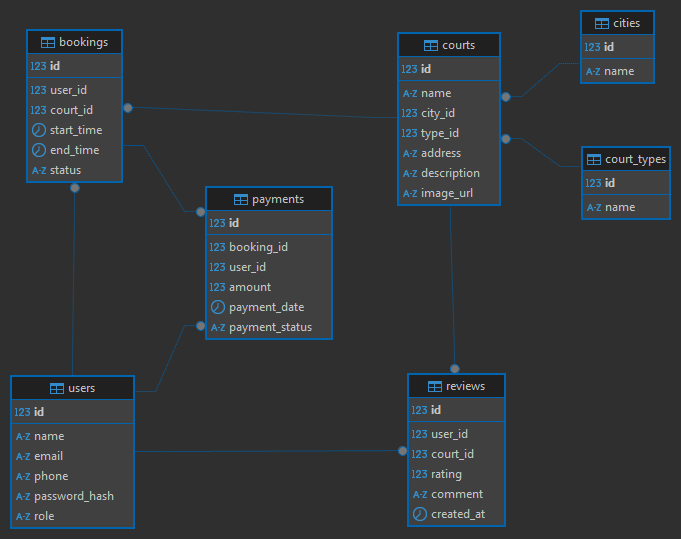 bookings
123 id
123 user_id
123 court_id
start_time
end_time
A-Z status
courts
123 id
A-Z name
123 city_id
123 type_id
A-Z address
A-Z description
A-Z image_url
cities
123 id
A-Z name
court_types
123 id
A-Z name
payments
123 id
123 booking_id
123 user_id
123 amount
payment_date
A-Z payment_status
users
123 id
A-Z name
A-Z email
A-Z phone
A-Z password_hash
A-Z role
reviews
123 id
123 user_id
123 court_id
123 rating
A-Z comment
created_at